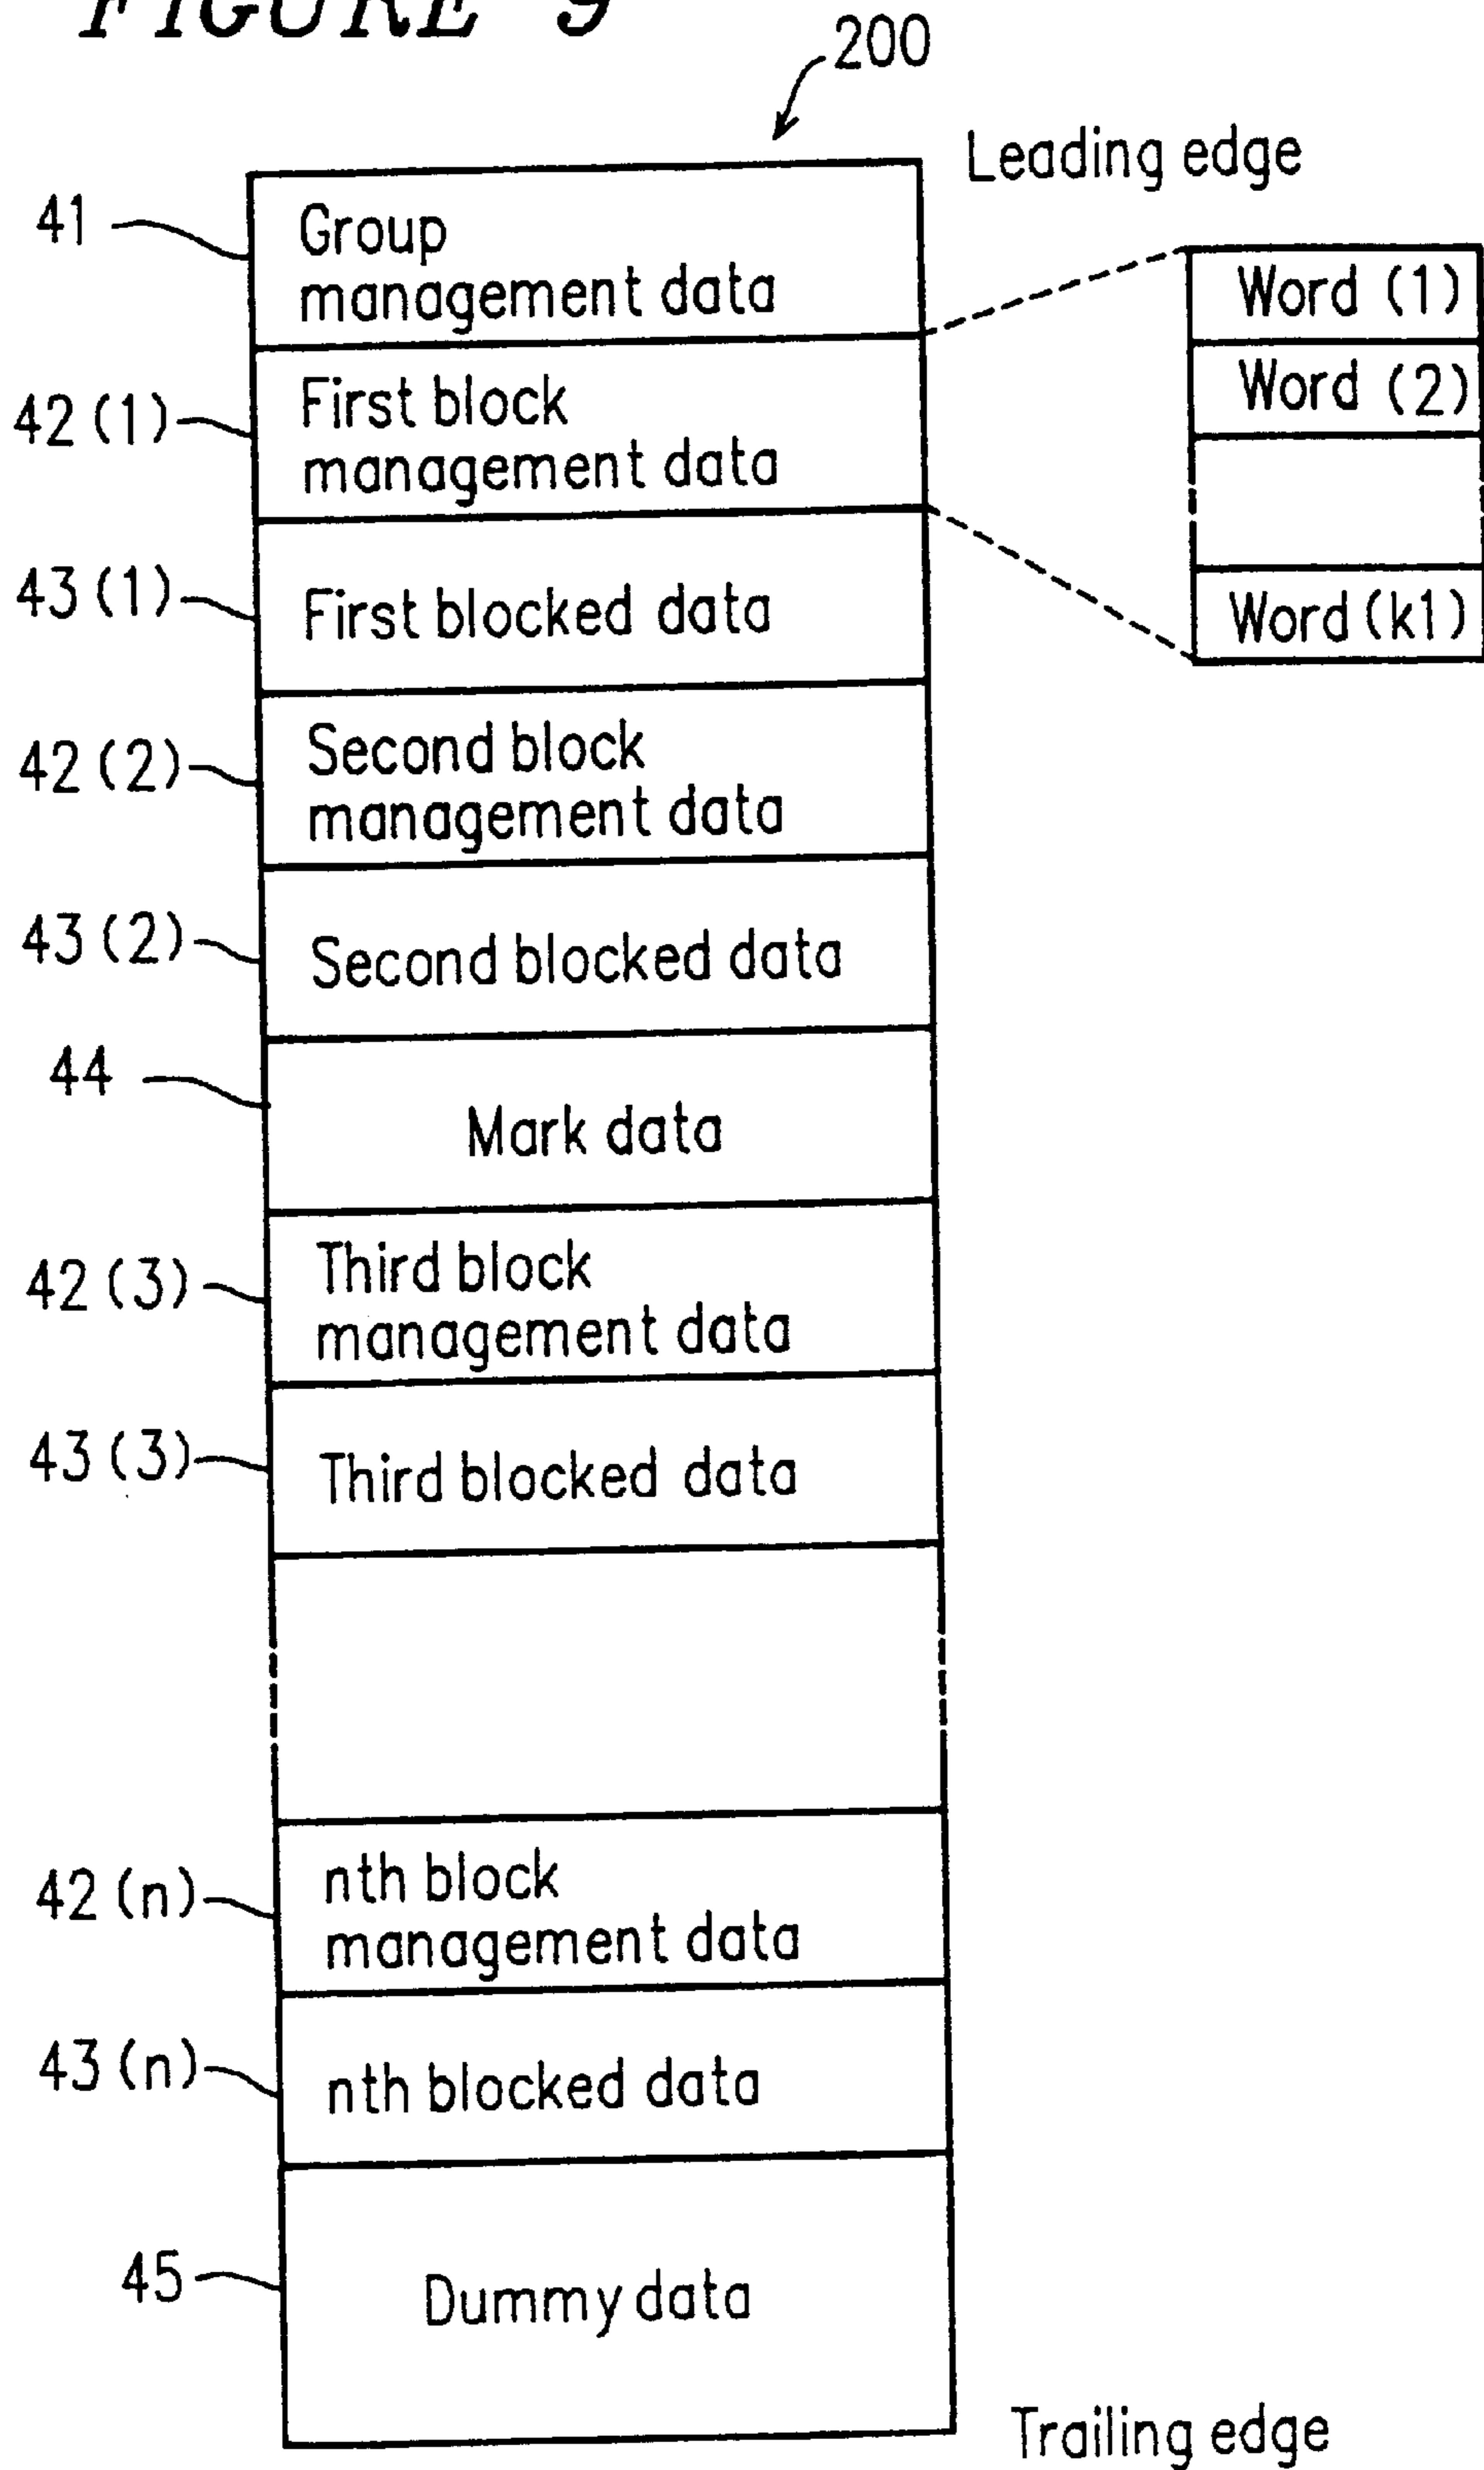 FIGURE 9
200
Leading edge
41
Group
management data
Word (1)
Word (2)
Word (k1)
42 (1)
First block
management data
43 (1)
First blocked data
42 (2)
Second block
management data
43 (2)
Second blocked data
44
Mark data
42 (3)
Third block
management data
43 (3)
Third blocked data
42 (n)
nth block
management data
43 (n)
nth blocked data
45
Dummy data
Trailing edge